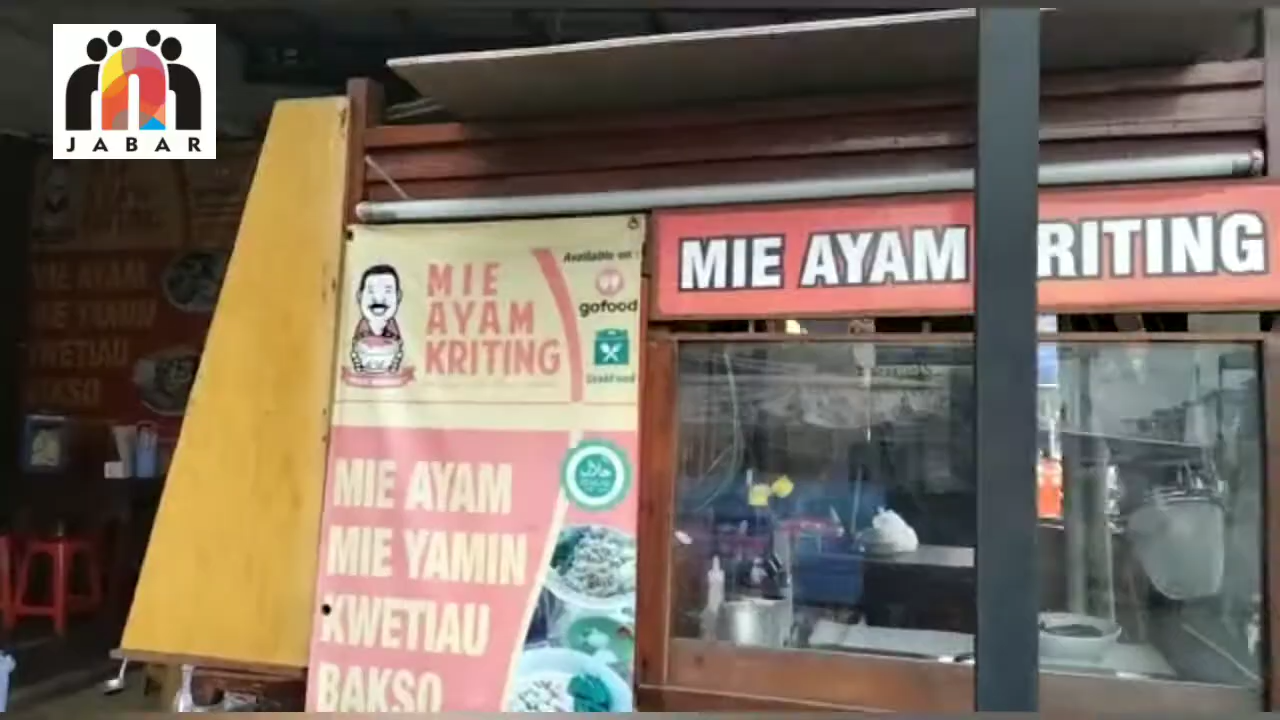 JABAR
MIE AYAM KRITING
MIE
AYAM
KRITING
Available on :
gofood
GrabFood
حلال
MIE AYAM
MIE YAMIN
KWETIAU
BAKSO
MIE AYAM
MIE YAMIN
KWETIAU
BAKSO